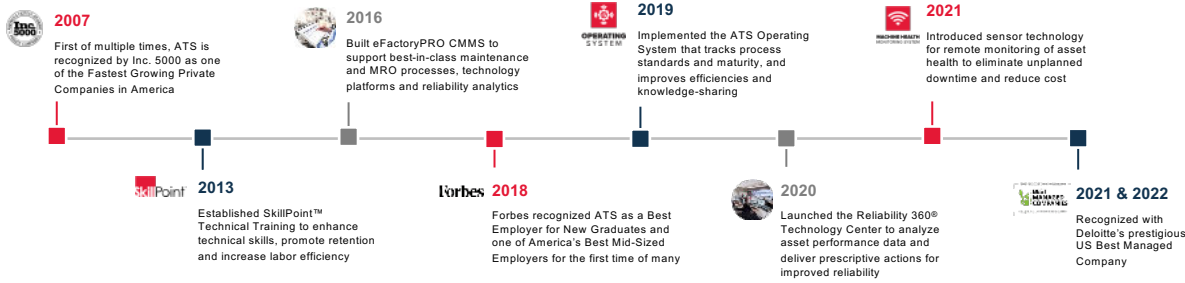 Inc.
5000
2007
First of multiple times, ATS is
recognized by Inc. 5000 as one
of the Fastest Growing Private
Companies in America
2016
Built eFactoryPRO CMMS to
support best-in-class maintenance
and MRO processes, technology
platforms and reliability analytics
OPERATING
SYSTEM
2019
Implemented the ATS Operating
System that tracks process
standards and maturity, and
improves efficiencies and
knowledge-sharing
MACHINE HEALTH
MONITORING SYSTEM
2021
Introduced sensor technology
for remote monitoring of asset
health to eliminate unplanned
downtime and reduce cost
SkillPoint
2013
Established SkillPoint™
Technical Training to enhance
technical skills, promote retention
and increase labor efficiency
Forbes
2018
Forbes recognized ATS as a Best
Employer for New Graduates and
one of America's Best Mid-Sized
Employers for the first time of many
2020
Launched the Reliability 360®
Technology Center to analyze
asset performance data and
deliver prescriptive actions for
improved reliability
MANAGED
COMPANIES
2021 & 2022
Recognized with
Deloitte's prestigious
US Best Managed
Company